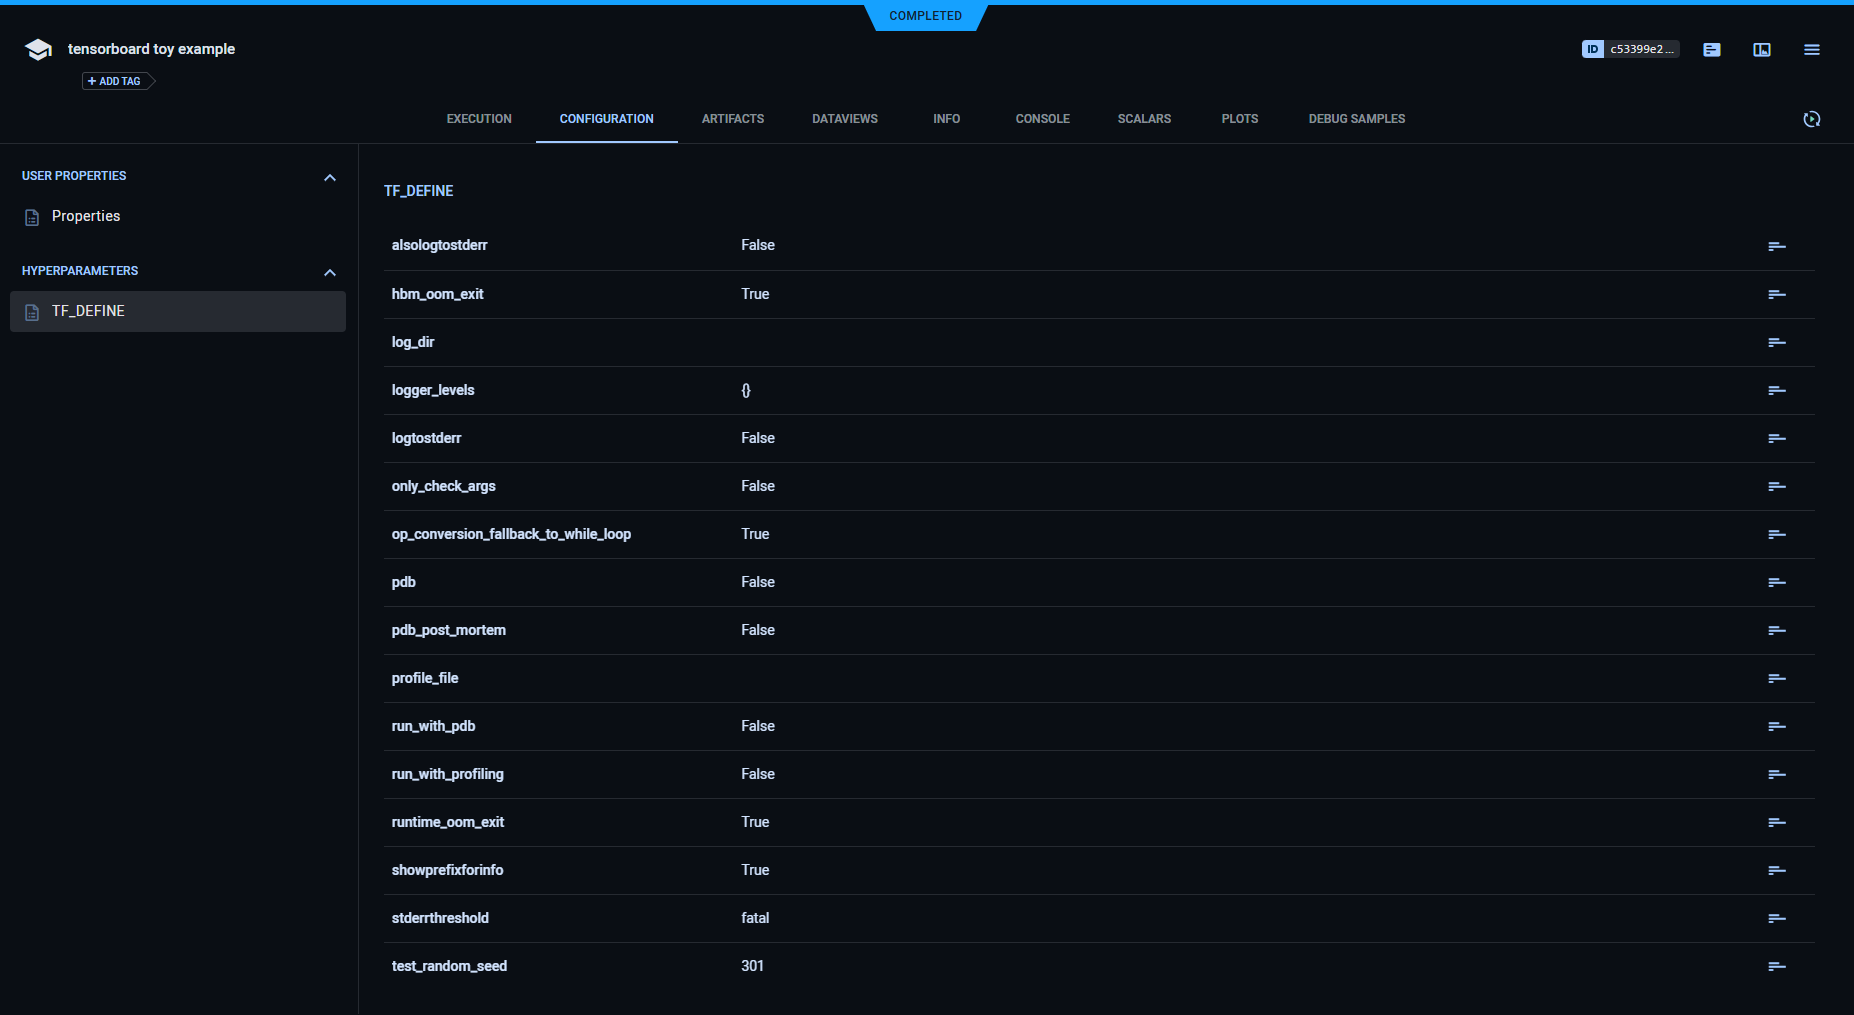 COMPLETED
tensorboard toy example
ID c53399e2...
+ ADD TAG
EXECUTION CONFIGURATION ARTIFACTS DATAVIEWS INFO CONSOLE SCALARS PLOTS DEBUG SAMPLES
USER PROPERTIES
Properties
HYPERPARAMETERS
TF_DEFINE
TF_DEFINE
alsologtostderr False
hbm_oom_exit True
log_dir
logger_levels {}
logtostderr False
only_check_args False
op_conversion_fallback_to_while_loop True
pdb False
pdb_post_mortem False
profile_file
run_with_pdb False
run_with_profiling False
runtime_oom_exit True
showprefixforinfo True
stderrthreshold fatal
test_random_seed 301